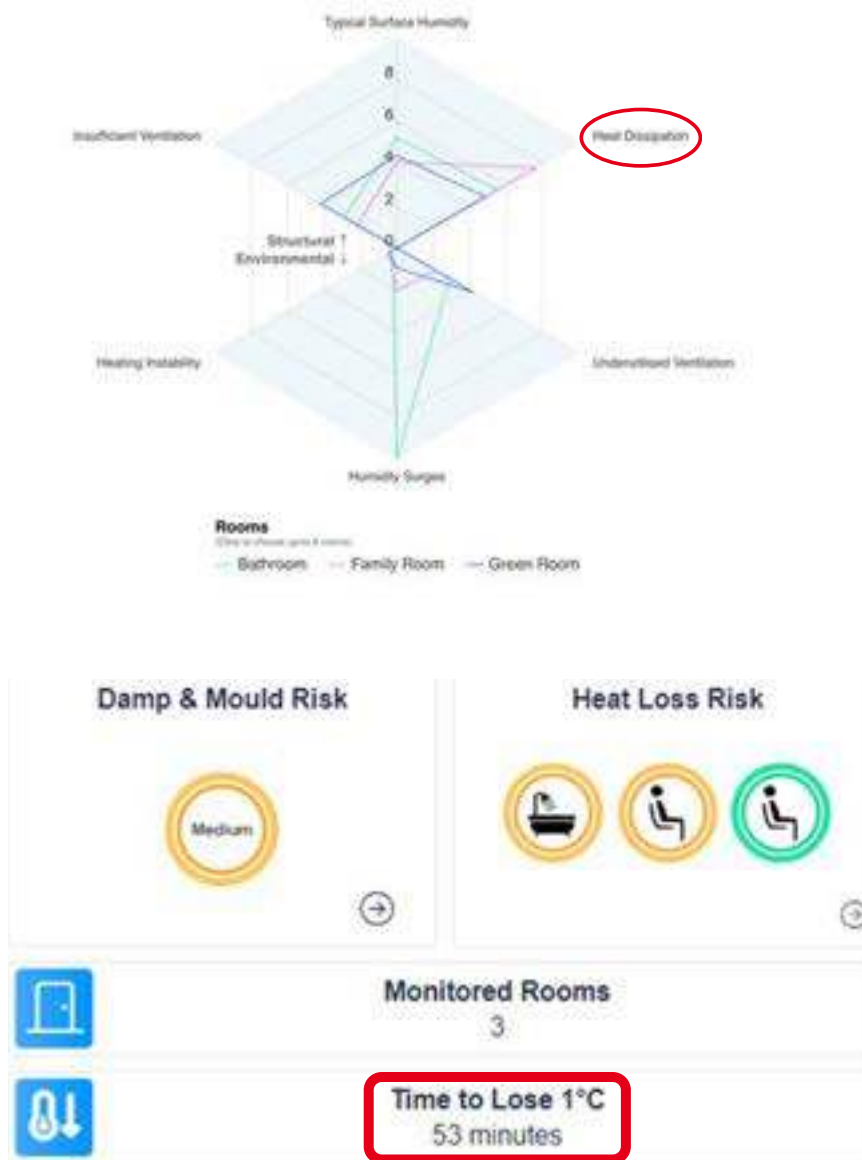 Typical Surface Humidity
8
6
Insufficient Ventilation
Heat Dissipation
4
2
0
Structural ↑
Environmental ↓
Heating Instability
Underutilised Ventilation
Humidity Surges
Rooms
Bathroom Family Room Green Room
Damp & Mould Risk
Heat Loss Risk
Medium
Monitored Rooms
3
Time to Lose 1°C
53 minutes